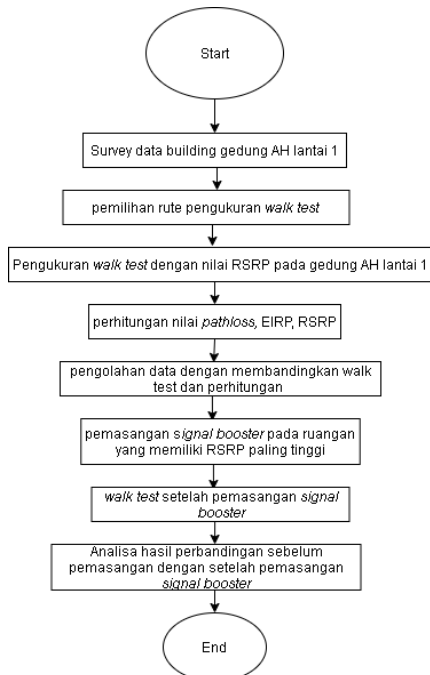 Start
Survey data building gedung AH lantai 1
pemilihan rute pengukuran walk test
Pengukuran walk test dengan nilai RSRP pada gedung AH lantai 1
perhitungan nilai pathloss, EIRP, RSRP
pengolahan data dengan membandingkan walk
test dan perhitungan
pemasangan signal booster pada ruangan
yang memiliki RSRP paling tinggi
walk test setelah pemasangan signal
booster
Analisa hasil perbandingan sebelum
pemasangan dengan setelah pemasangan
signal booster
End